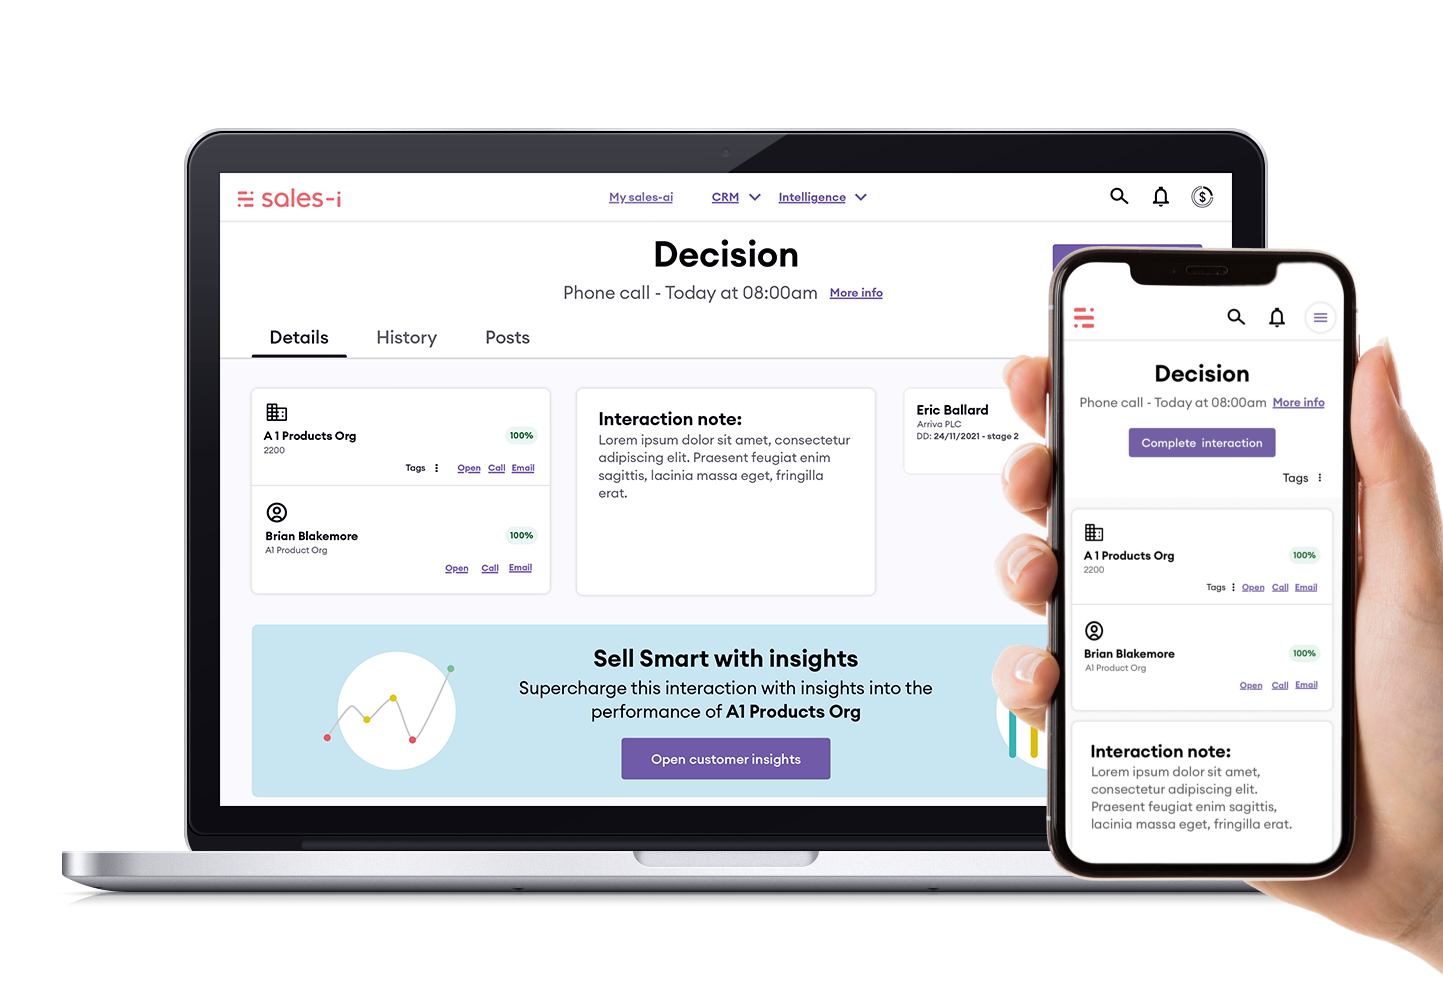 sales-i
My sales-ai CRM Intelligence
$
Decision
Phone call - Today at 08:00am More info
Details History Posts
A 1 Products Org
2200
100%
Tags Open Call Email
Brian Blakemore
A1 Product Org
100%
Open Call Email
Interaction note:
Lorem ipsum dolor sit amet, consectetur
adipiscing elit. Praesent feugiat enim
sagittis, lacinia massa eget, fringilla
erat.
Eric Ballard
Arriva PLC
DD: 24/11/2021 - stage 2
Sell Smart with insights
Supercharge this interaction with insights into the
performance of A1 Products Org
Open customer insights
Decision
Phone call - Today at 08:00am More info
Complete interaction
Tags
A 1 Products Org
2200
100%
Tags Open Call Email
Brian Blakemore
A1 Product Org
100%
Open Call Email
Interaction note:
Lorem ipsum dolor sit amet,
consectetur adipiscing elit.
Praesent feugiat enim sagittis,
lacinia massa eget, fringilla erat.